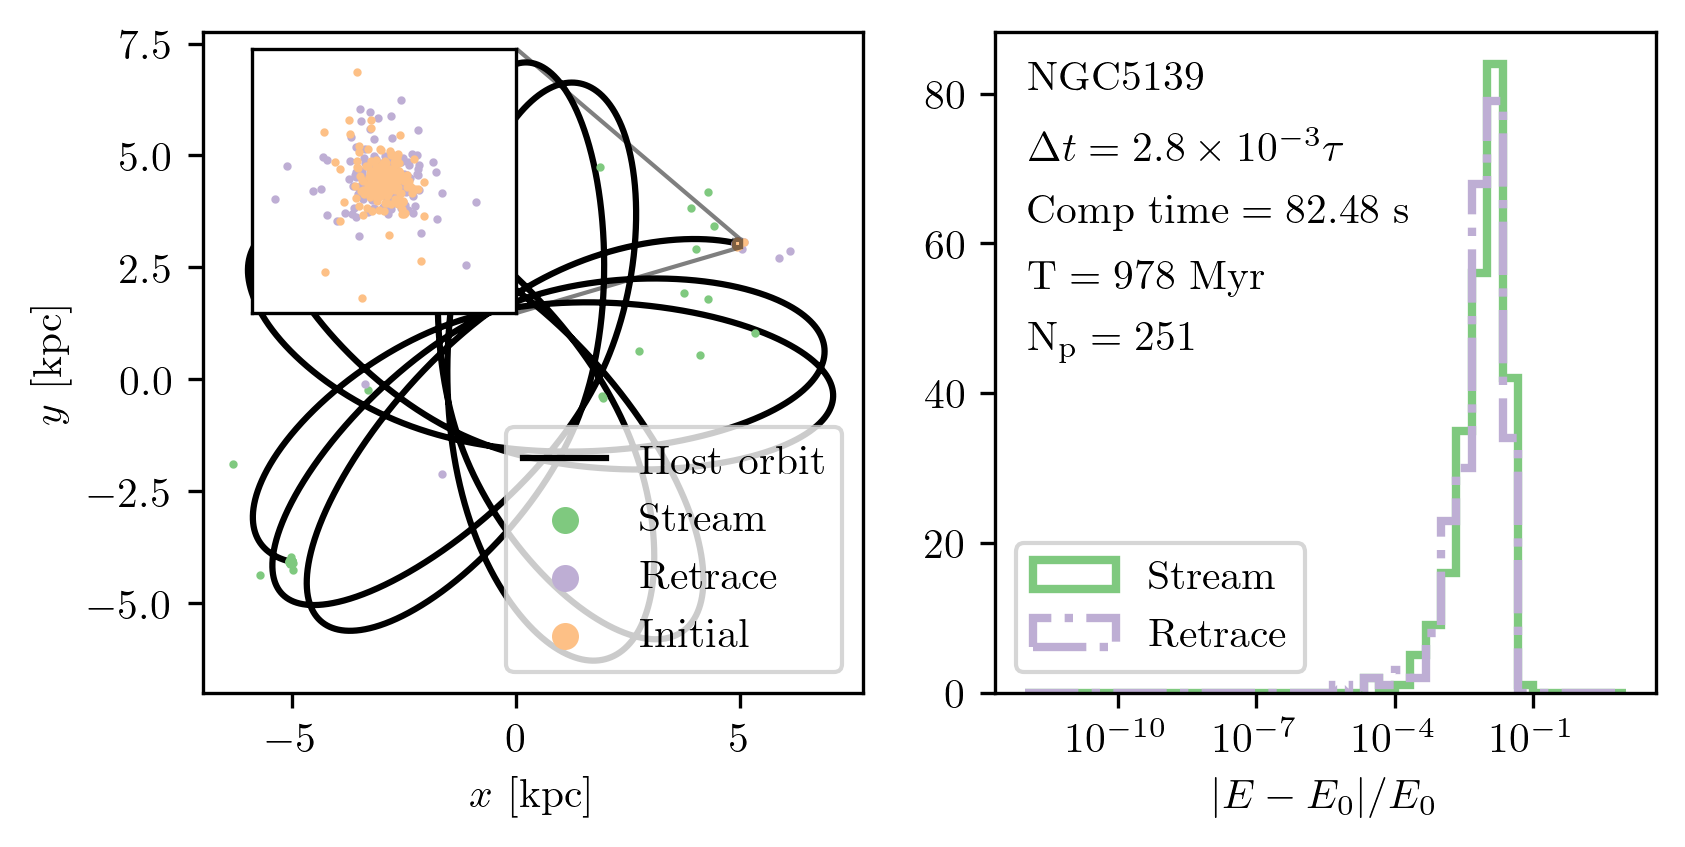 7.5
5.0
2.5
0.0
−2.5
−5.0
y [kpc]
−5
0
5
x [kpc]
Host orbit
Stream
Retrace
Initial
NGC5139
Δt = 2.8 × 10⁻³τ
Comp time = 82.48 s
T = 978 Myr
Nₚ = 251
80
60
40
20
0
Stream
Retrace
10⁻¹⁰
10⁻⁷
10⁻⁴
10⁻¹
|E − E₀|/E₀